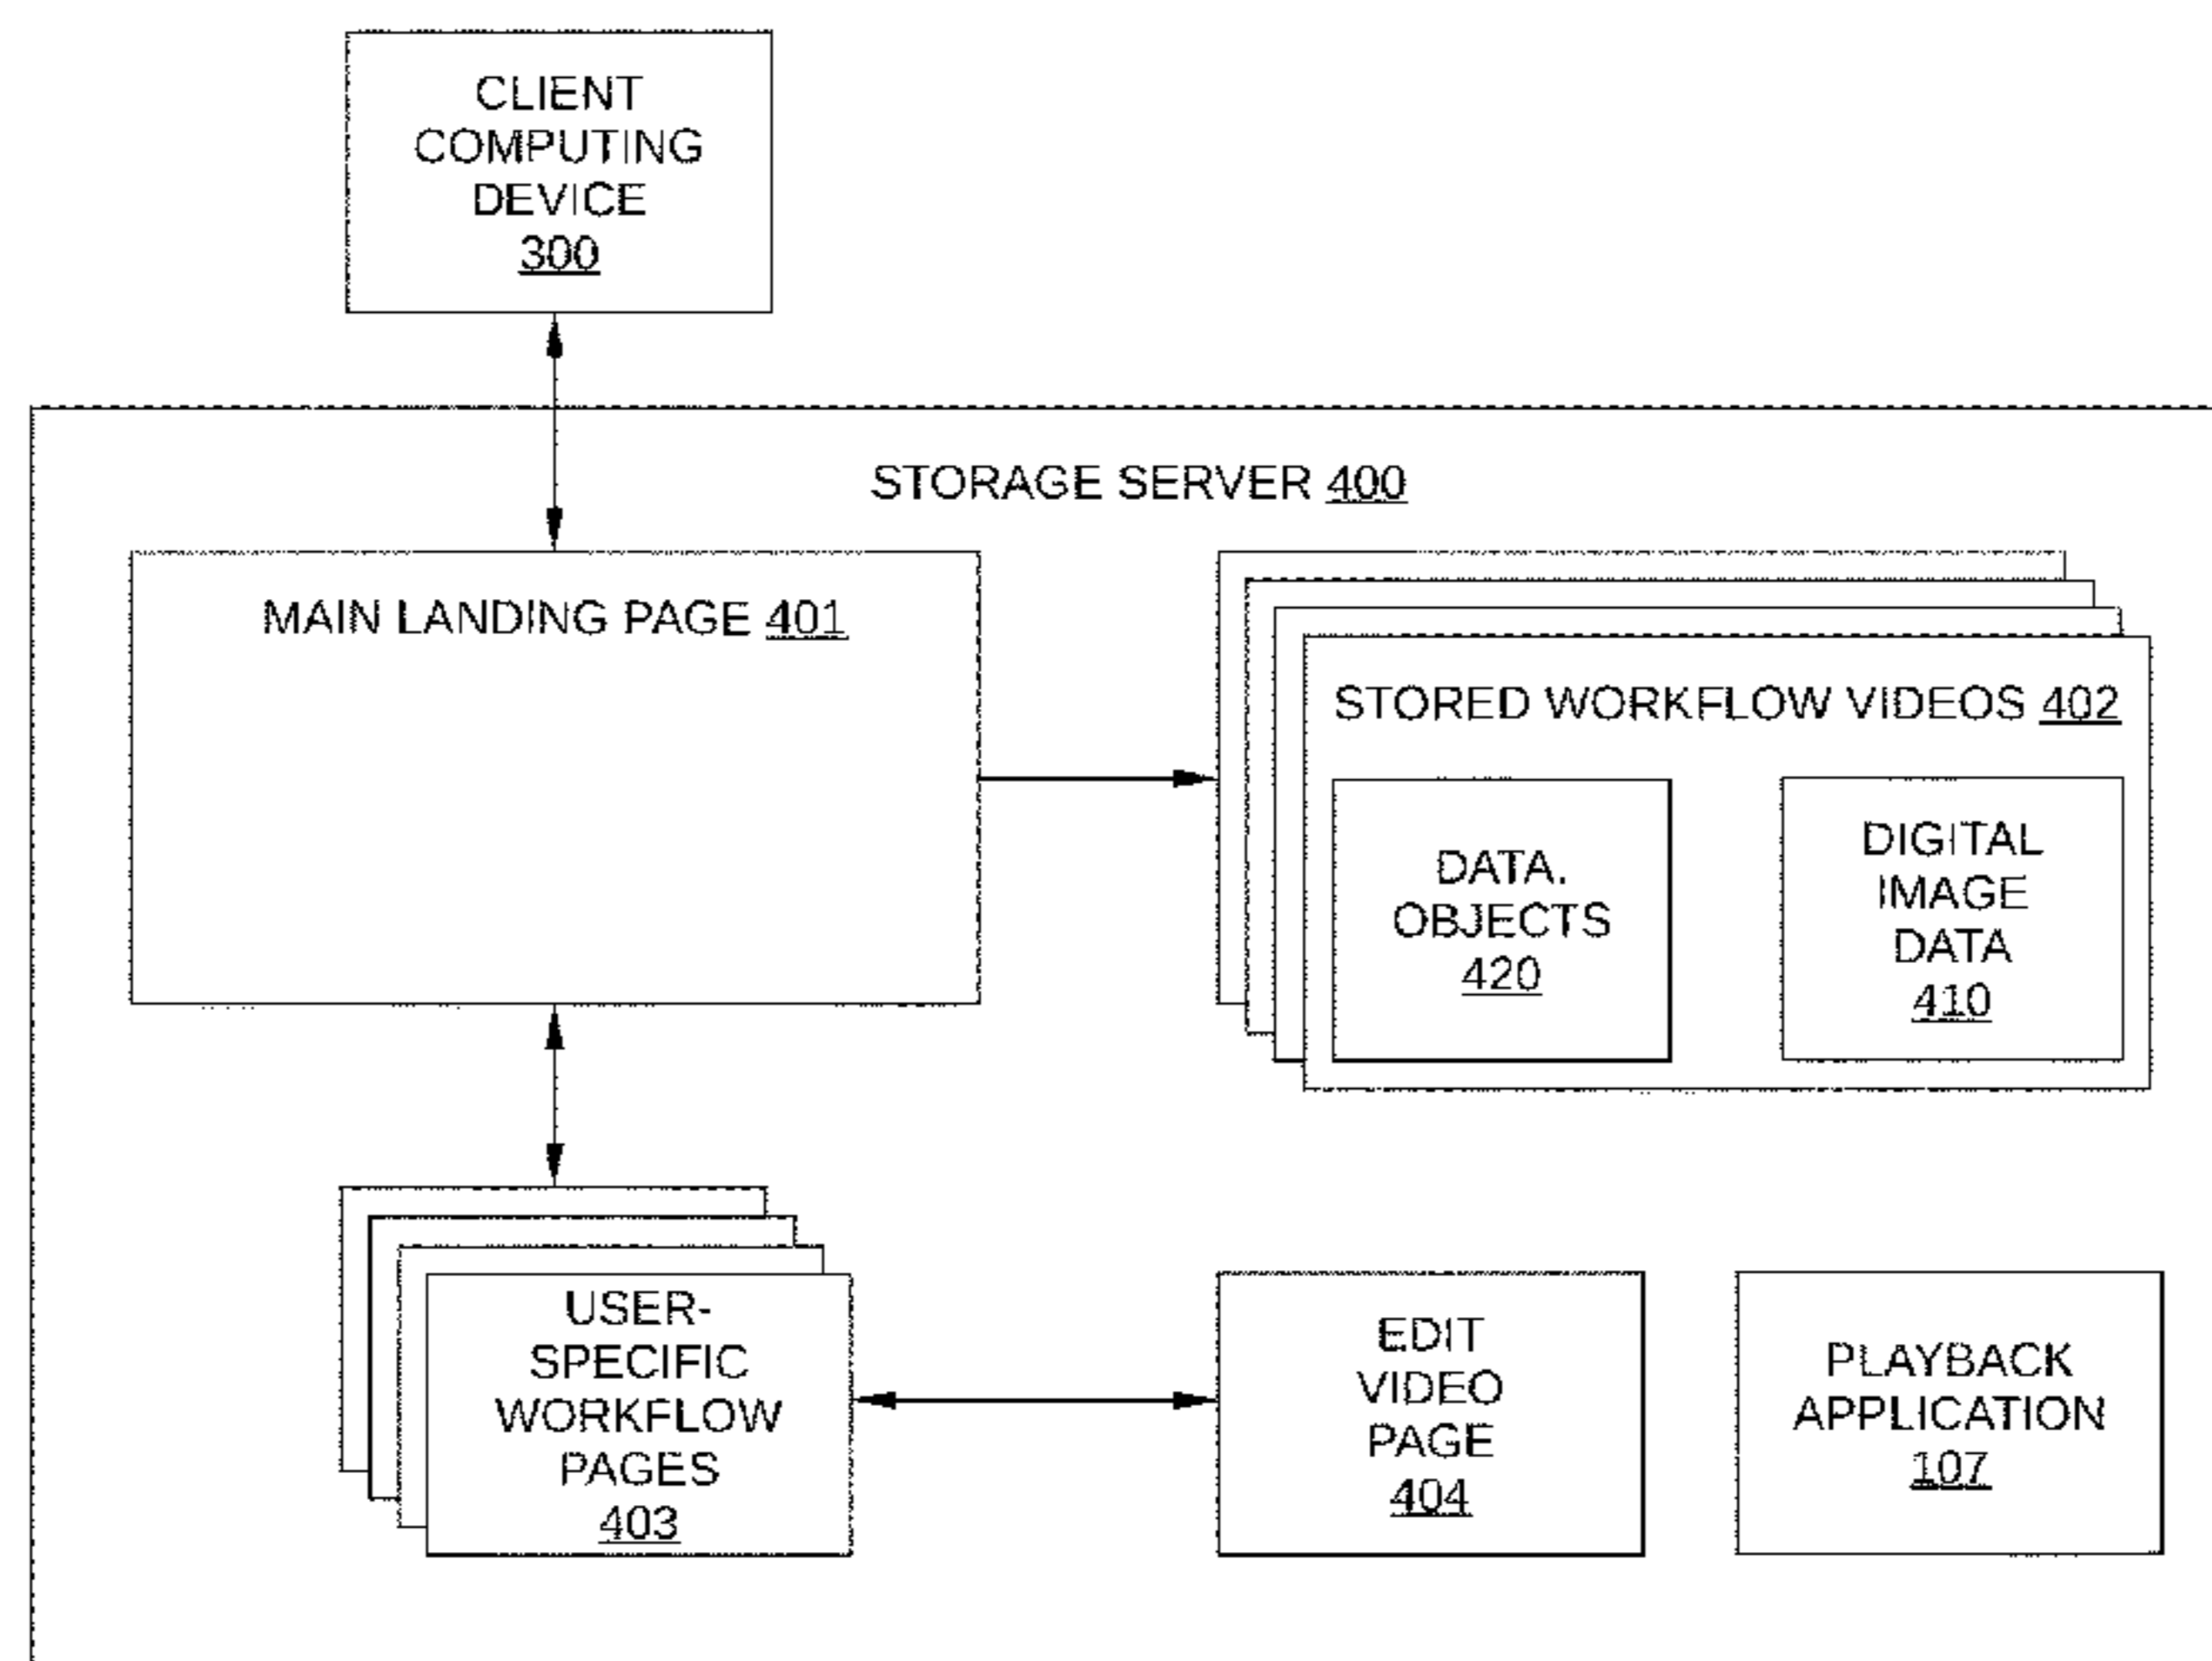 CLIENT
COMPUTING
DEVICE
300
STORAGE SERVER 400
MAIN LANDING PAGE 401
STORED WORKFLOW VIDEOS 402
DATA.
OBJECTS
420
DIGITAL
IMAGE
DATA
410
USER-
SPECIFIC
WORKFLOW
PAGES
403
EDIT
VIDEO
PAGE
404
PLAYBACK
APPLICATION
107